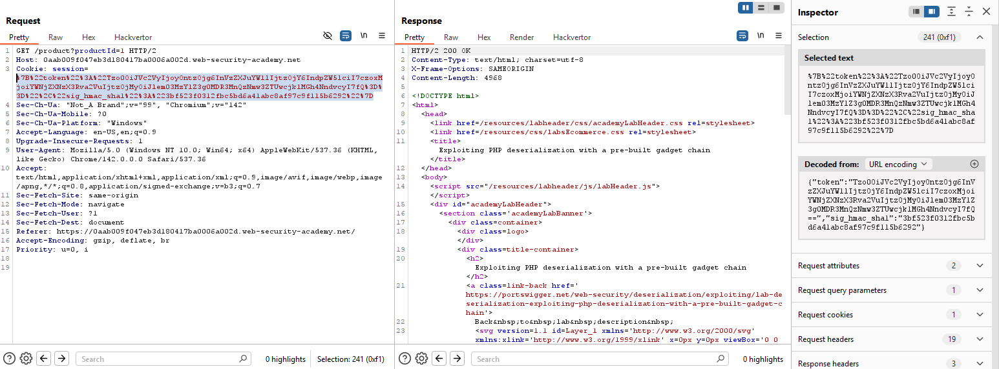 Request
Pretty Raw Hex Hackvertor
\n
1 GET /product?productId=1 HTTP/2
2 Host: 0aab009f047eb3d180417ba0006a002d.web-security-academy.net
3 Cookie: session=
%7B%22token%22%3A%22Tzo0OiJVc2VyIjoyOntzOjg6InVzZXJuYW1lIjtzOjY6IndpZW5lciI7czoxM
joiYWNjZXNzX3Rva2VuIjtzOjMyOiJ1em03MzY1Z3g0MDR3MnQzNmw3ZTUwcjk1MGh4NndvcyI7fQ%3D%
3D%22%2C%22sig_hmac_sha1%22%3A%223bf523f0312fbc5bd6a41abc8af97c9f115b6292%22%7D
4 Sec-Ch-Ua: "Not_A Brand";v="99", "Chromium";v="142"
5 Sec-Ch-Ua-Mobile: ?0
6 Sec-Ch-Ua-Platform: "Windows"
7 Accept-Language: en-US,en;q=0.9
8 Upgrade-Insecure-Requests: 1
9 User-Agent: Mozilla/5.0 (Windows NT 10.0; Win64; x64) AppleWebKit/537.36 (KHTML,
like Gecko) Chrome/142.0.0.0 Safari/537.36
10 Accept:
text/html,application/xhtml+xml,application/xml;q=0.9,image/avif,image/webp,image
/apng,*/*;q=0.8,application/signed-exchange;v=b3;q=0.7
11 Sec-Fetch-Site: same-origin
12 Sec-Fetch-Mode: navigate
13 Sec-Fetch-User: ?1
14 Sec-Fetch-Dest: document
15 Referer: https://0aab009f047eb3d180417ba0006a002d.web-security-academy.net/
16 Accept-Encoding: gzip, deflate, br
17 Priority: u=0, i
18
19
Search
0 highlights
Selection: 241 (0xf1)
Response
Pretty Raw Hex Render Hackvertor
\n
1 HTTP/2 200 OK
2 Content-Type: text/html; charset=utf-8
3 X-Frame-Options: SAMEORIGIN
4 Content-Length: 4968
5
6 <!DOCTYPE html>
7 <html>
8 <head>
9 <link href=/resources/labheader/css/academyLabHeader.css rel=stylesheet>
10 <link href=/resources/css/labsEcommerce.css rel=stylesheet>
11 <title>
Exploiting PHP deserialization with a pre-built gadget chain
</title>
12 </head>
13 <body>
14 <script src="/resources/labheader/js/labHeader.js">
</script>
15 <div id="academyLabHeader">
16 <section class='academyLabBanner'>
17 <div class=container>
18 <div class=logo>
</div>
19 <div class=title-container>
20 <h2>
Exploiting PHP deserialization with a pre-built gadget chain
</h2>
21 <a class=link-back href='
https://portswigger.net/web-security/deserialization/exploiting/lab-de
serialization-exploiting-php-deserialization-with-a-pre-built-gadget-c
hain'>
22 Back&nbsp;to&nbsp;lab&nbsp;description&nbsp;
23 <svg version=1.1 id=Layer_1 xmlns='http://www.w3.org/2000/svg'
xmlns:xlink='http://www.w3.org/1999/xlink' x=0px y=0px viewBox='0 0
Search
0 highlights
Inspector
Selection 241 (0xf1)
Selected text
%7B%22token%22%3A%22Tzo0OiJVc2VyIjoy
OntzOjg6InVzZXJuYW1lIjtzOjY6IndpZW5lc
iI7czoxMjoiYWNjZXNzX3Rva2VuIjtzOjMyOiJ
1em03MzY1Z3g0MDR3MnQzNmw3ZTUwcjk1MGh4
NndvcyI7fQ%3D%3D%22%2C%22sig_hmac_sha
1%22%3A%223bf523f0312fbc5bd6a41abc8af
97c9f115b6292%22%7D
Decoded from: URL encoding
{"token":"Tzo0OiJVc2VyIjoyOntzOjg6InV
zZXJuYW1lIjtzOjY6IndpZW5lciI7czoxMjoi
YWNjZXNzX3Rva2VuIjtzOjMyOiJ1em03MzY1Z
3g0MDR3MnQzNmw3ZTUwcjk1MGh4NndvcyI7fQ
==","sig_hmac_sha1":"3bf523f0312fbc5b
d6a41abc8af97c9f115b6292"}
Request attributes 2
Request query parameters 1
Request cookies 1
Request headers 19
Response headers 3